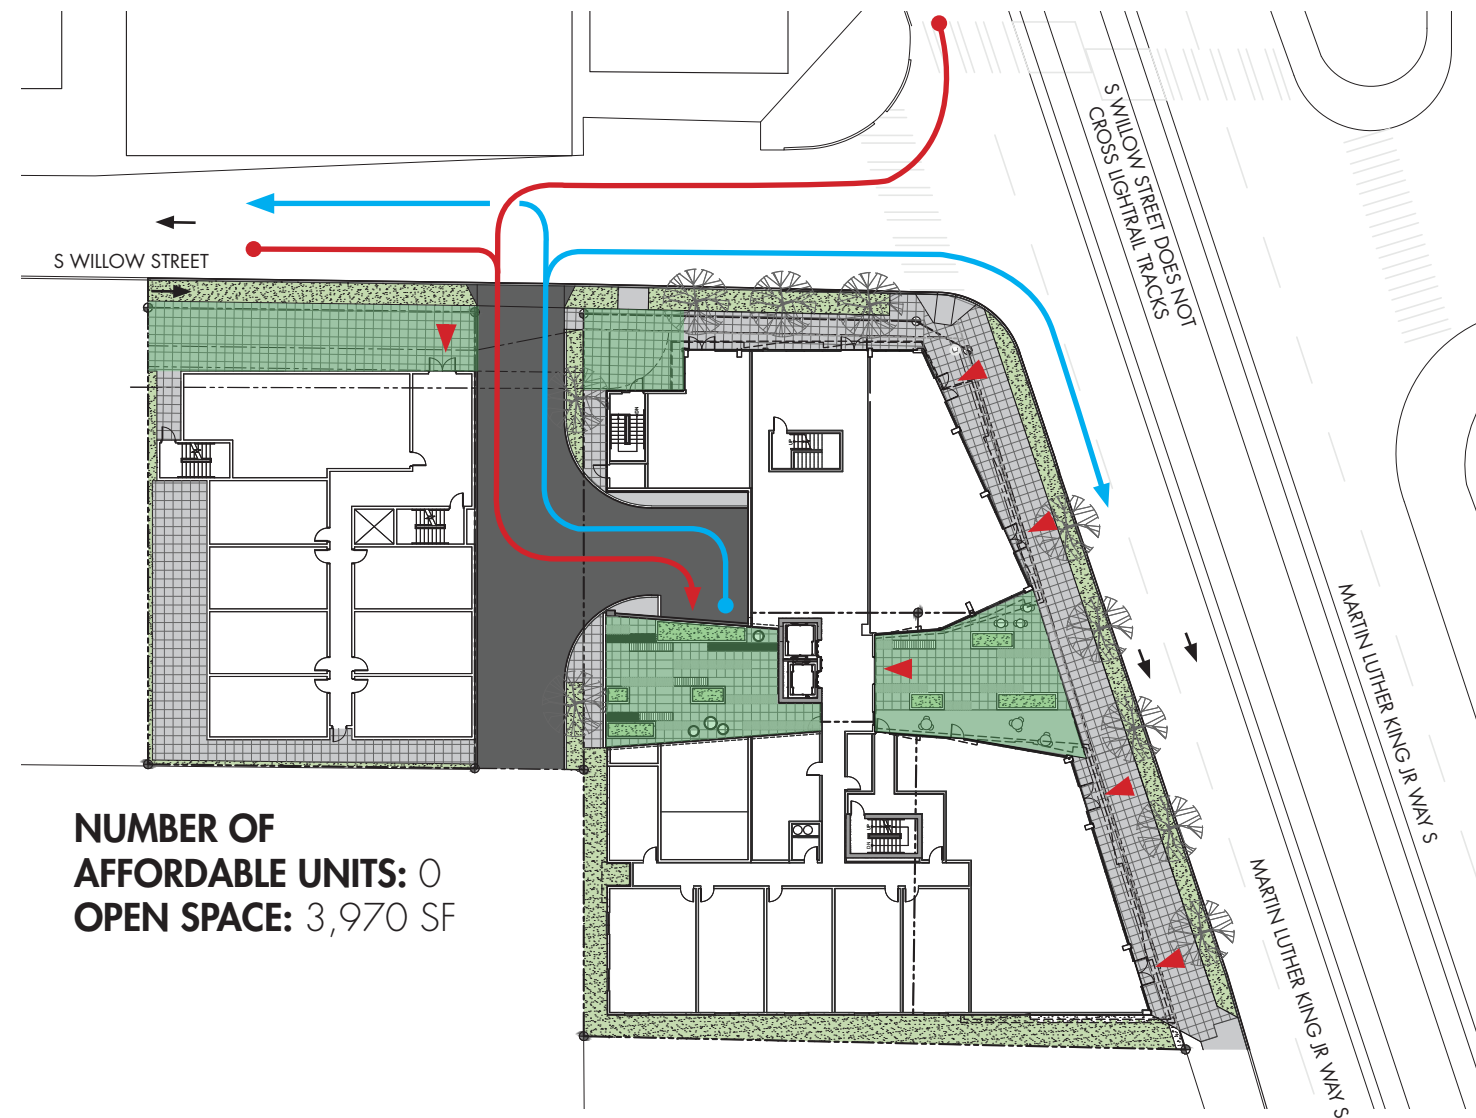 S WILLOW STREET DOES NOT
CROSS LIGHTRAIL TRACKS
S WILLOW STREET
MARTIN LUTHER KING JR WAY S
MARTIN LUTHER KING JR WAY S
NUMBER OF
AFFORDABLE UNITS: 0
OPEN SPACE: 3,970 SF